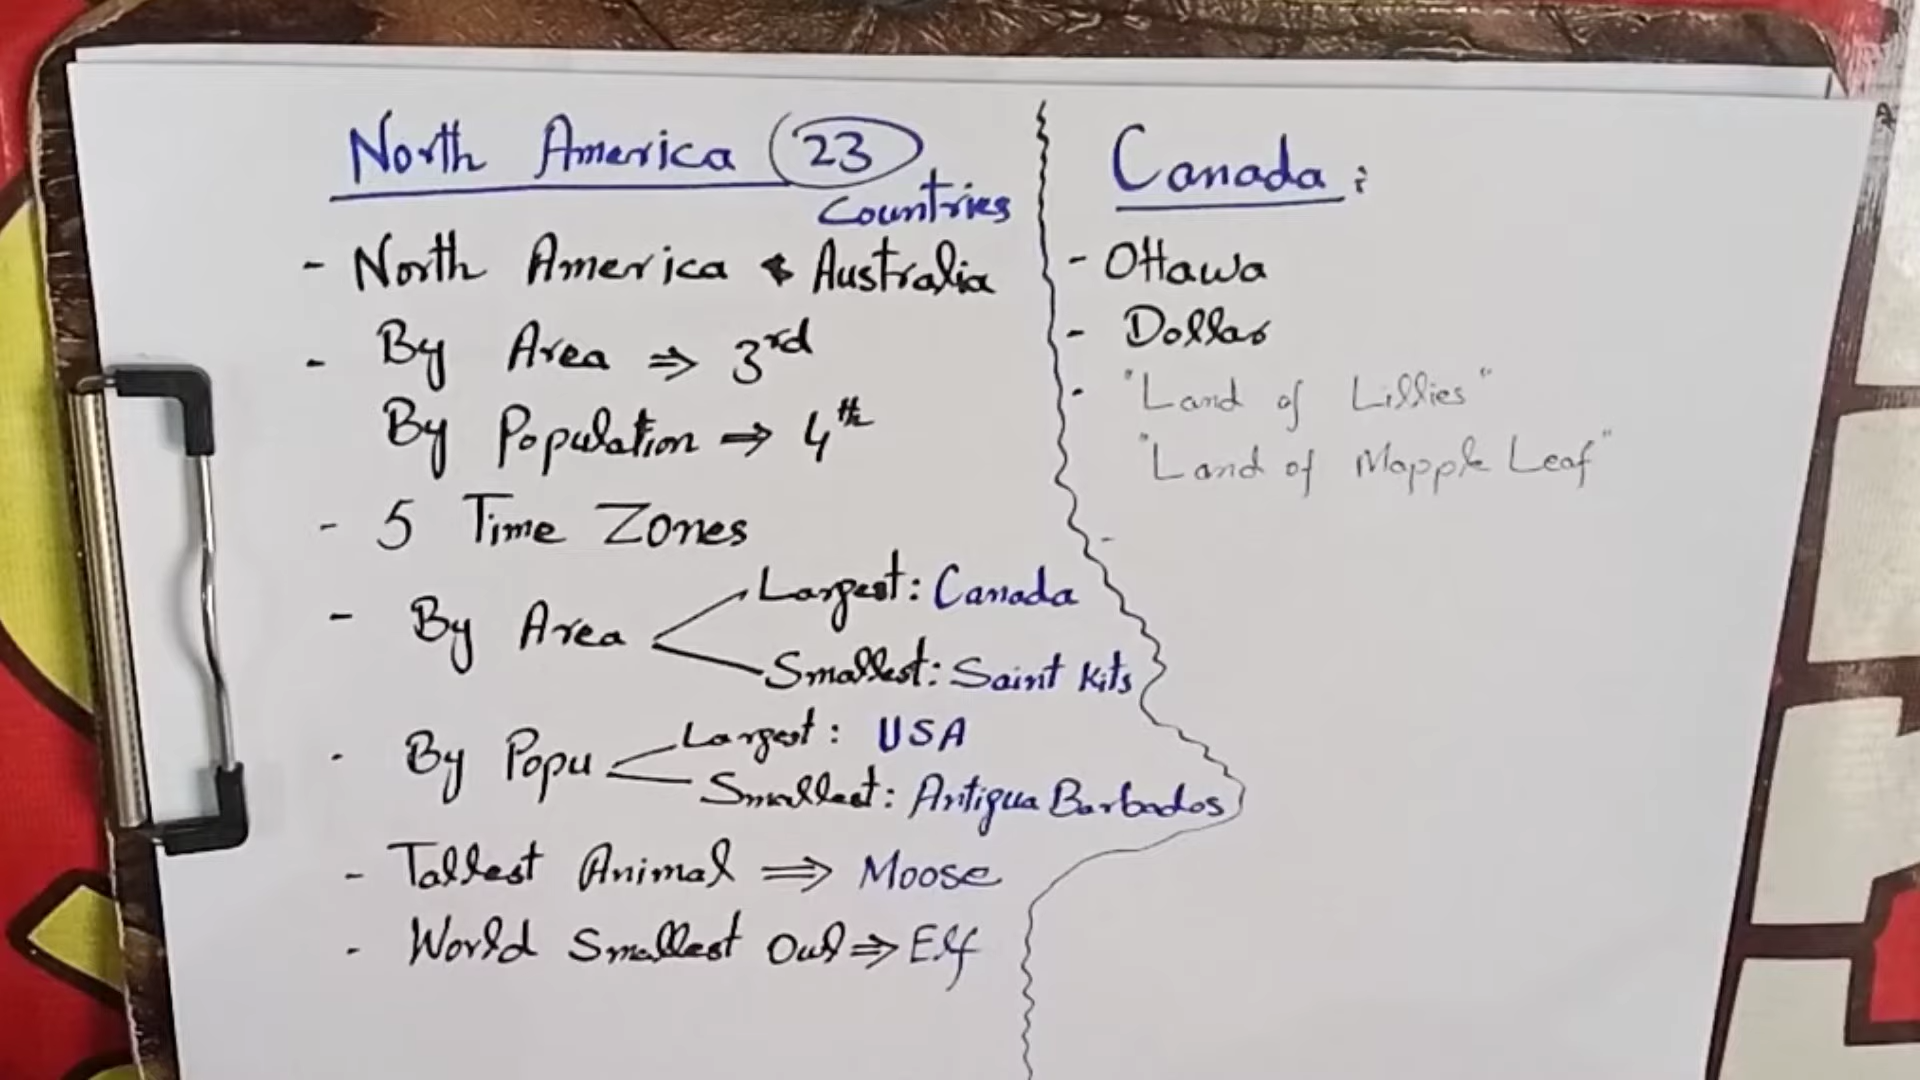 North America (23)
Countries
- North America & Australia
- By Area ⇒ 3rd
By Population ⇒ 4th
- 5 Time Zones
- By Area
Largest: Canada
Smallest: Saint Kits
- By Popu
Largest: USA
Smallest: Antigua Barbados
- Tallest Animal ⇒ Moose
- World Smallest Owl ⇒ Elf
Canada:
- Ottawa
- Dollar
- "Land of Lillies"
"Land of Mapple Leaf"
-